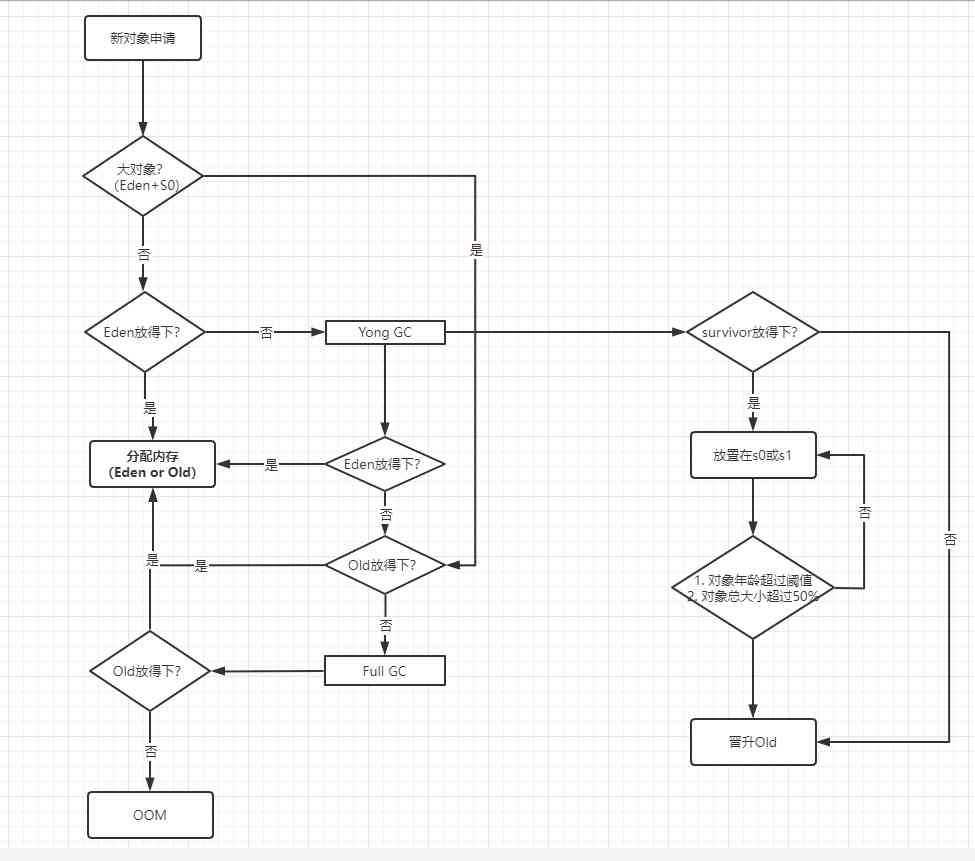 新对象申请
大对象?
（Eden+S0)
是
否
Eden放得下?
否
Yong GC
survivor放得下?
是
是
分配内存
（Eden or Old）
是
Eden放得下?
放置在s0或s1
否
否
否
是
是
Old放得下?
1. 对象年龄超过阈值
2. 对象总大小超过50%
否
Old放得下?
Full GC
否
晋升Old
OOM